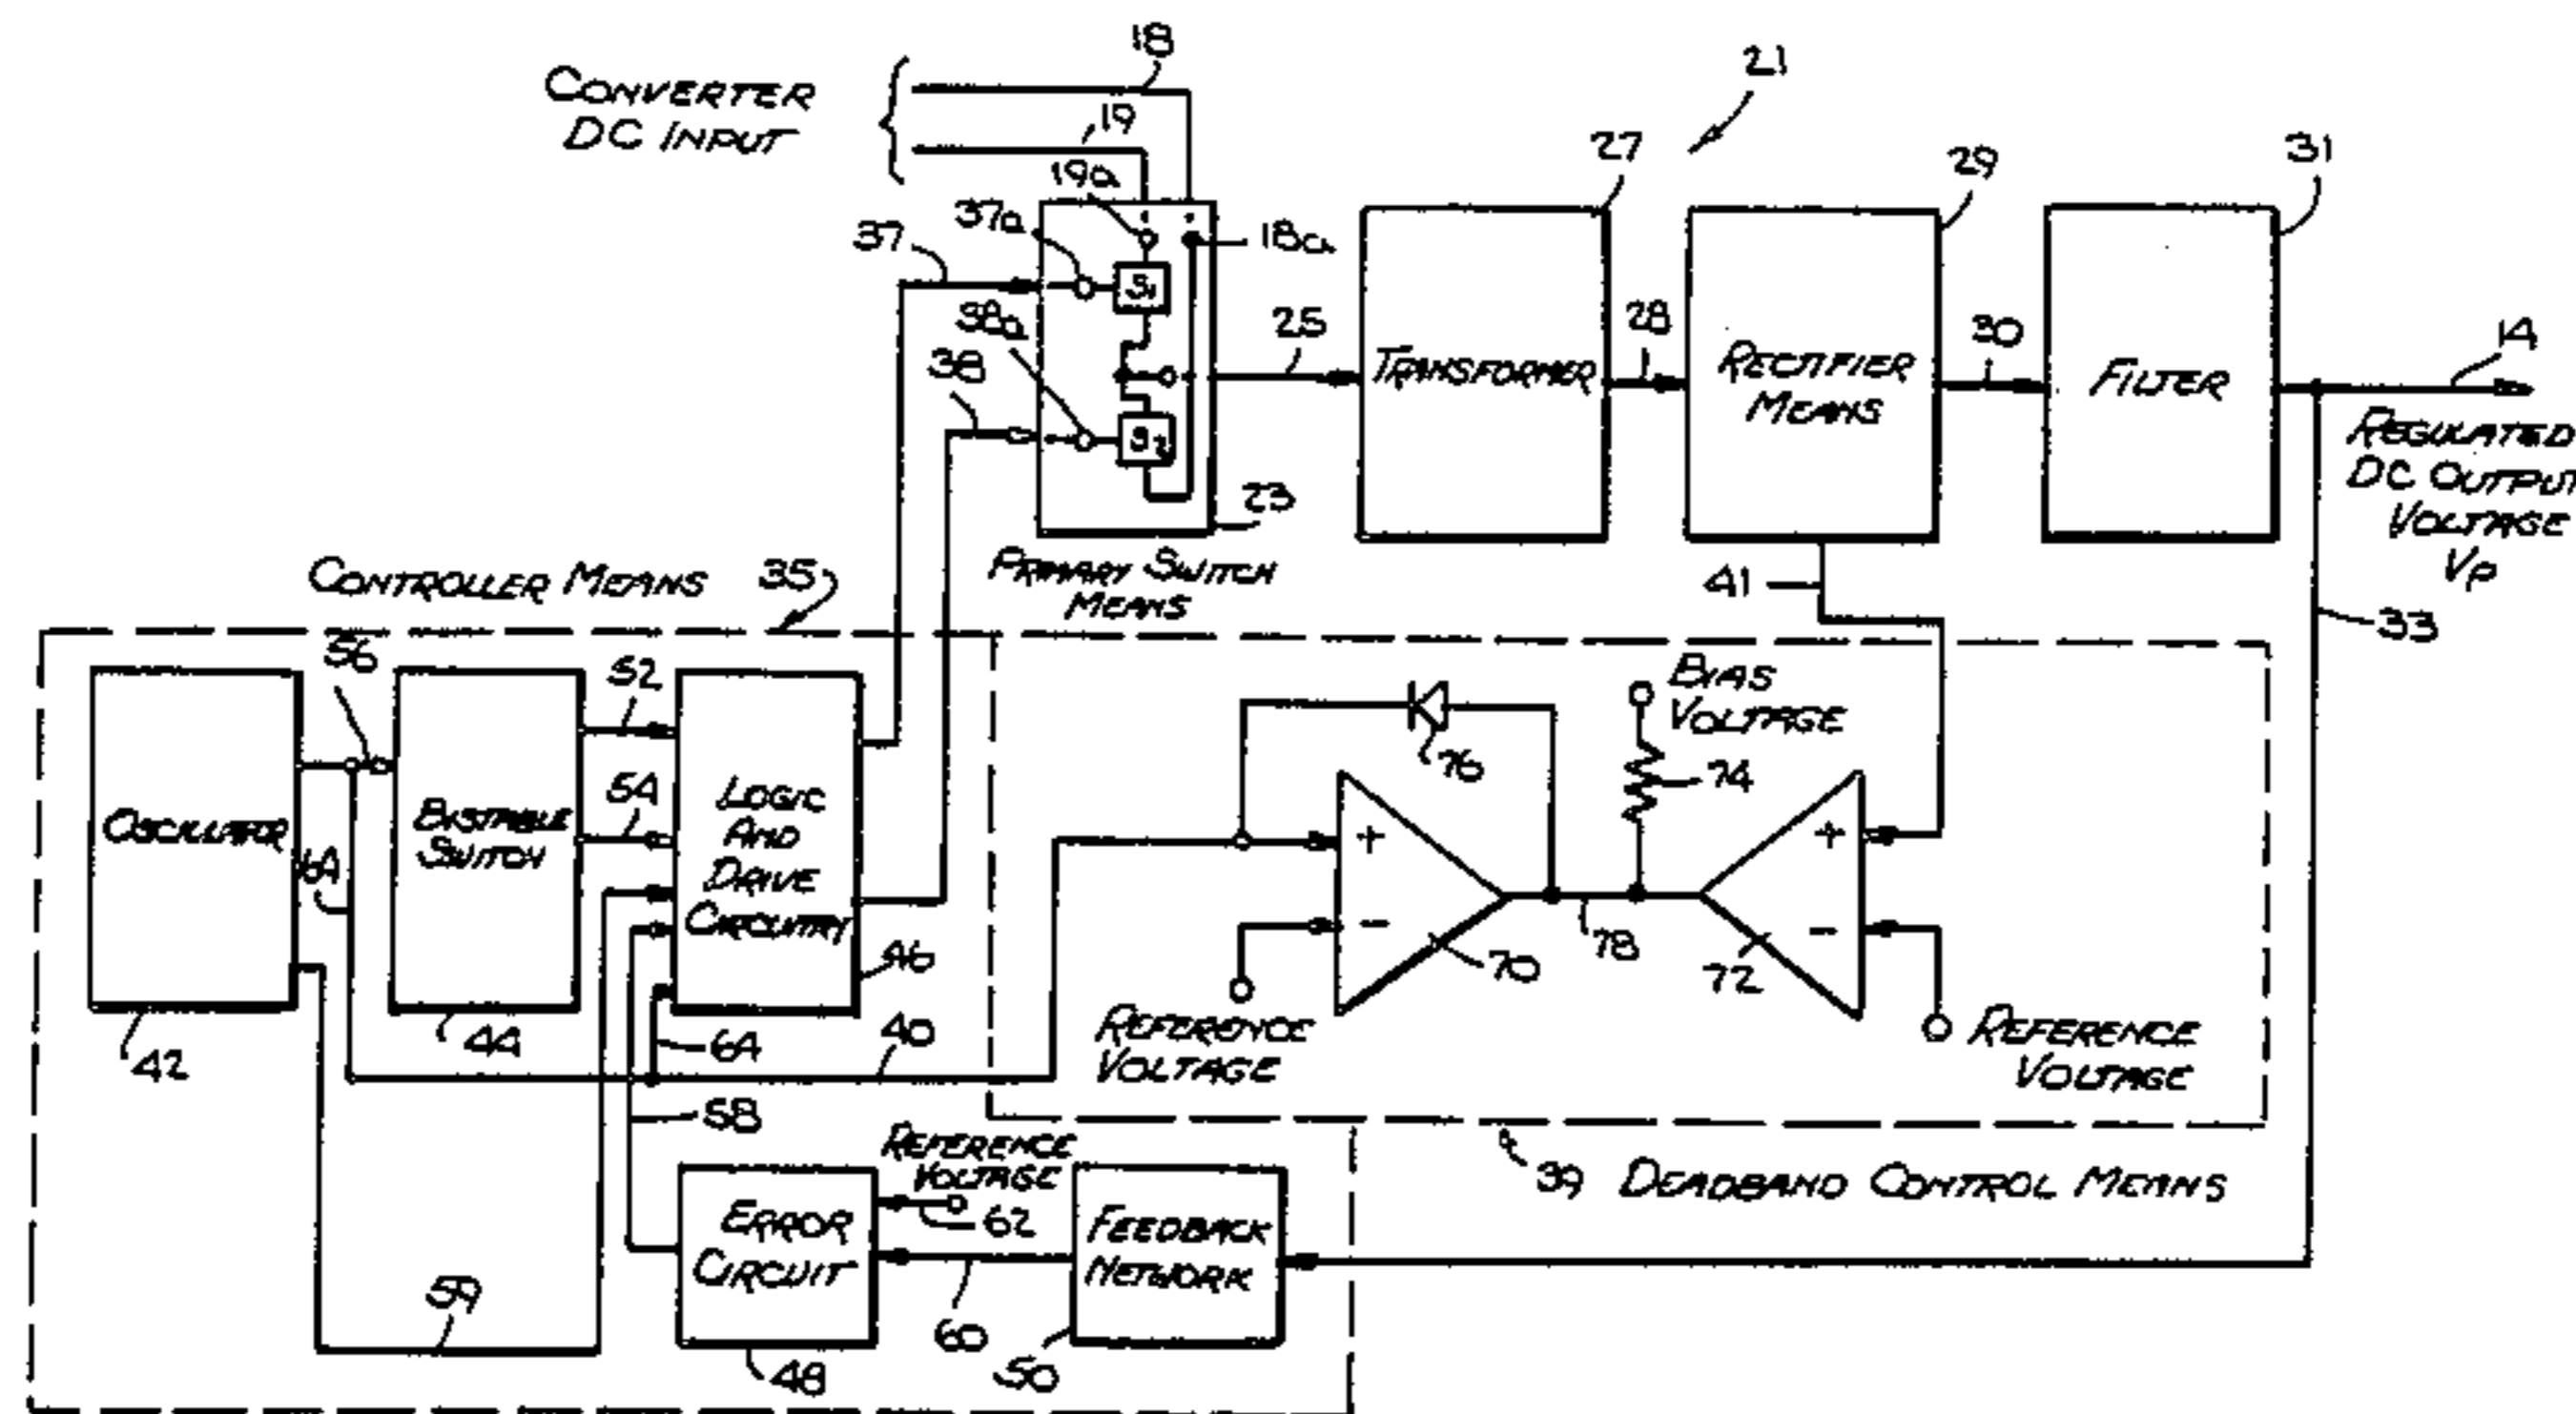 18
CONVERTER
DC INPUT
19
21
19a
27
29
31
37a
37
18a
S1
38a
38
25
28
30
14
TRANSFORMER
RECTIFIER
MEANS
FILTER
S2
23
REGULATED
DC OUTPUT
VOLTAGE
Vp
PRIMARY SWITCH
MEANS
41
33
CONTROLLER MEANS
35
56
52
54
64
OSCILLATOR
BISTABLE
SWITCH
LOGIC
AND
DRIVE
CIRCUITRY
46
42
44
64
40
BIAS
VOLTAGE
76
74
+
-
70
78
72
+
-
REFERENCE
VOLTAGE
REFERENCE
VOLTAGE
58
REFERENCE
VOLTAGE
39 DEADBAND CONTROL MEANS
ERROR
CIRCUIT
62
FEEDBACK
NETWORK
59
60
48
50